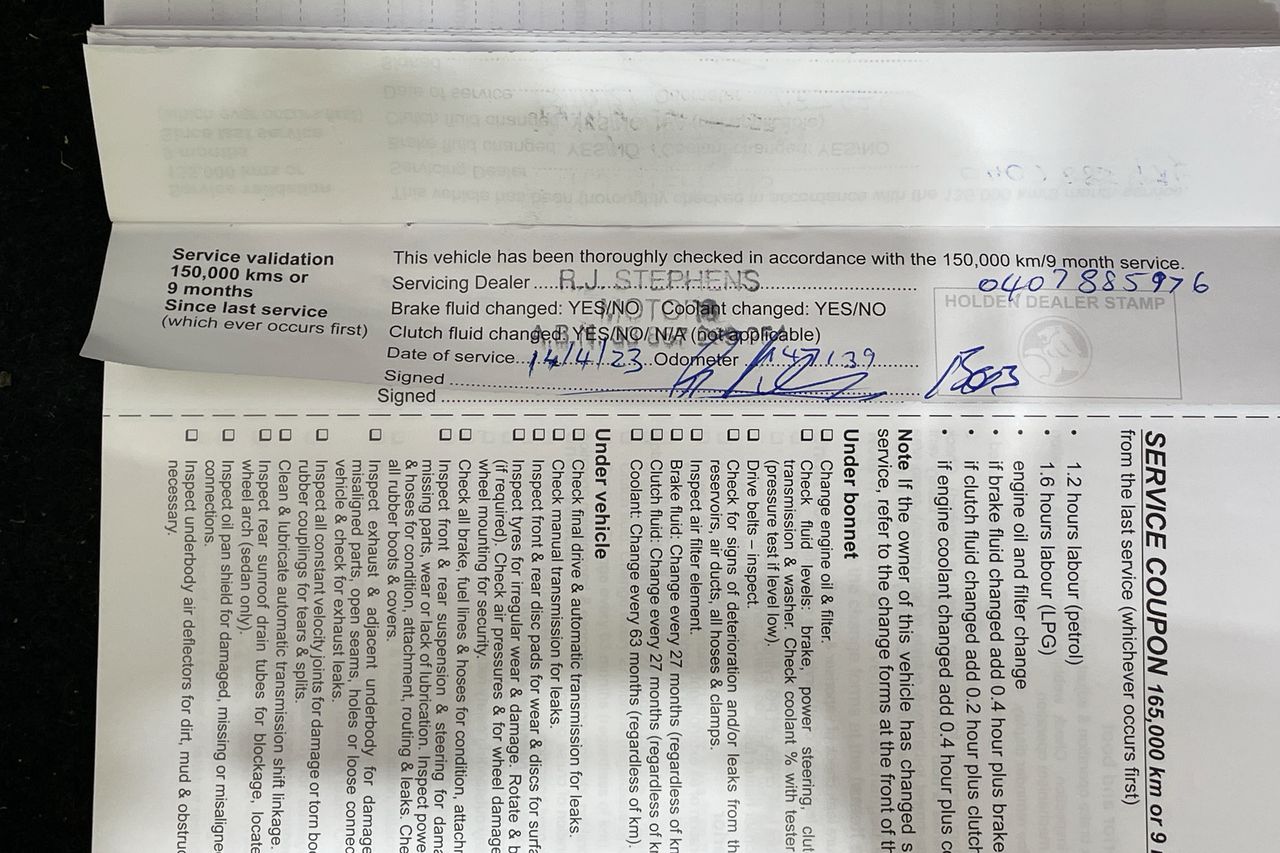 Service validation
150,000 kms or
9 months
Since last service
(which ever occurs first)
This vehicle has been thoroughly checked in accordance with the 150,000 km/9 month service.
Servicing Dealer R.J. STEPHENS
0407885976
Brake fluid changed: YES/NO Coolant changed: YES/NO
HOLDEN DEALER STAMP
Clutch fluid changed: YES/NO/ N/A (not applicable)
Date of service 14/4/23 Odometer 147139
Signed
Signed
SERVICE COUPON 165,000 km or 9
from the last service (whichever occurs first)
• 1.2 hours labour (petrol)
• 1.6 hours labour (LPG)
• engine oil and filter change
• if brake fluid changed add 0.4 hour plus brake
• if clutch fluid changed add 0.2 hour plus clutch
• if engine coolant changed add 0.4 hour plus
Note If the owner of this vehicle has changed
service, refer to the change forms at the front of
Under bonnet
Change engine oil & filter.
Check fluid levels: brake, power steering,
transmission & washer. Check coolant % with tester
(pressure test if level low).
Drive belts – inspect.
Check for signs of deterioration and/or leaks from
reservoirs, air ducts, all hoses & clamps.
Inspect air filter element.
Brake fluid: Change every 27 months (regardless of
Clutch fluid: Change every 27 months (regardless of
Coolant: Change every 63 months (regardless of km).
Under vehicle
Check final drive & automatic transmission for leaks.
Check manual transmission for leaks.
Inspect front & rear disc pads for wear & discs for
Inspect tyres for irregular wear & damage. Rotate &
(if required). Check air pressures & for wheel damage
wheel mounting for security.
Check all brake, fuel lines & hoses for condition,
Inspect front & rear suspension & steering for
missing parts, wear or lack of lubrication. Inspect
& hoses for condition, attachment, routing & leaks.
all rubber boots & covers.
Inspect exhaust & adjacent underbody for
misaligned parts, open seams, holes or loose
vehicle & check for exhaust leaks.
Inspect all constant velocity joints for damage or torn
rubber couplings for tears & splits.
Clean & lubricate automatic transmission shift linkage.
Inspect rear sunroof drain tubes for blockage,
wheel arch (sedan only).
Inspect oil pan shield for damaged, missing or
connections.
Inspect underbody air deflectors for dirt, mud &
necessary.